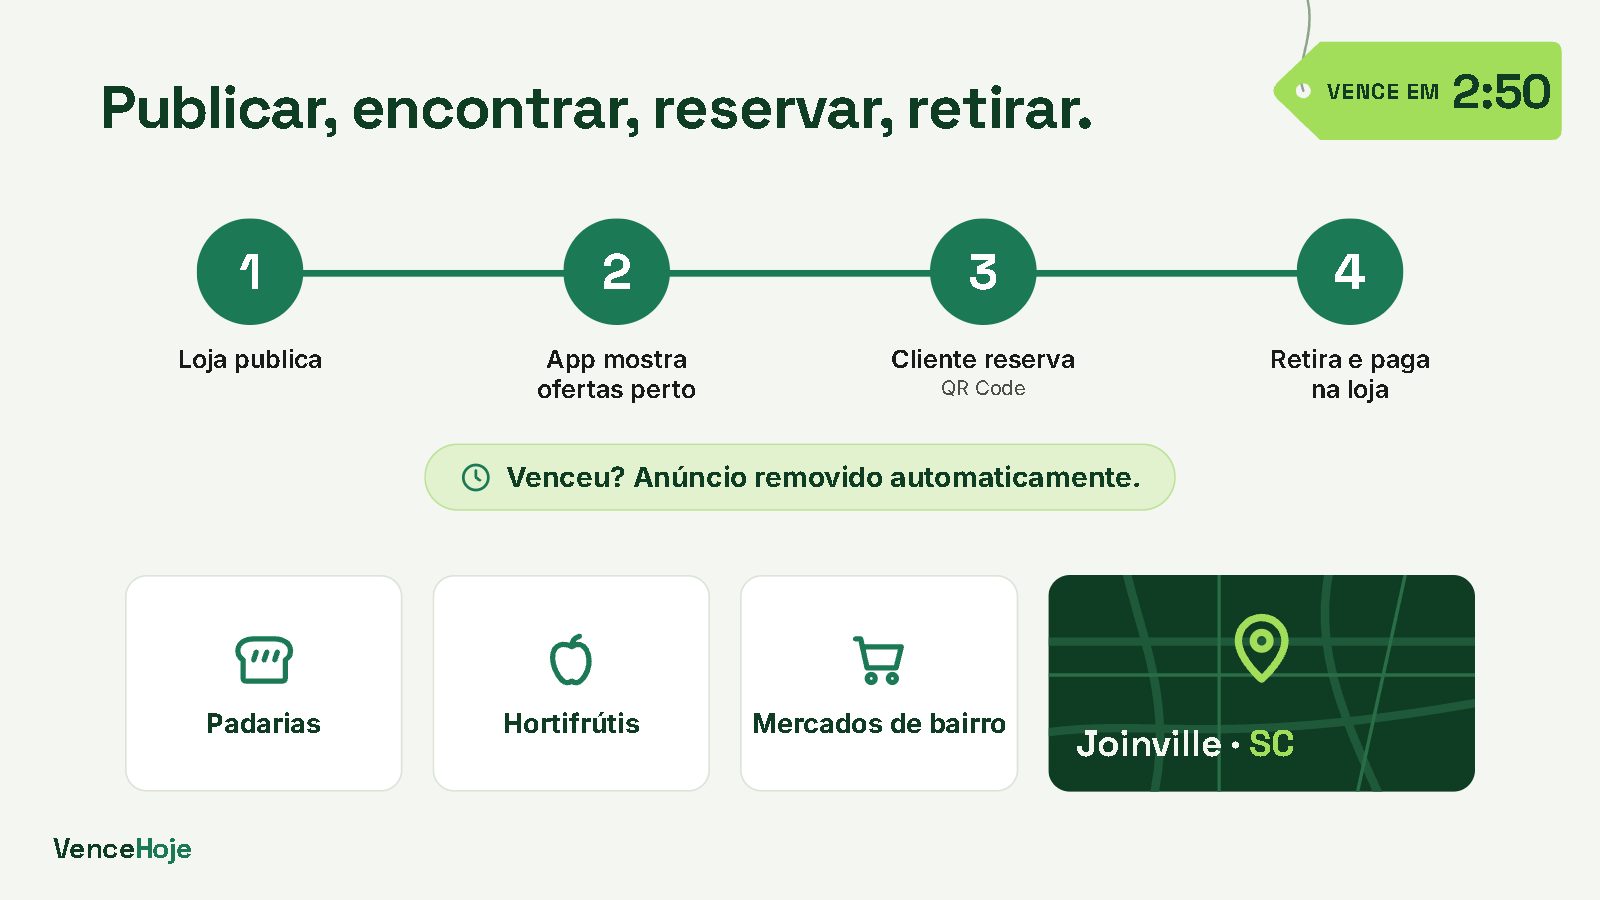 Publicar, encontrar, reservar, retirar.
VENCE EM 2:50
1
Loja publica
2
App mostra
ofertas perto
3
Cliente reserva
QR Code
4
Retira e paga
na loja
Venceu? Anúncio removido automaticamente.
Padarias
Hortifrútis
Mercados de bairro
Joinville · SC
VenceHoje